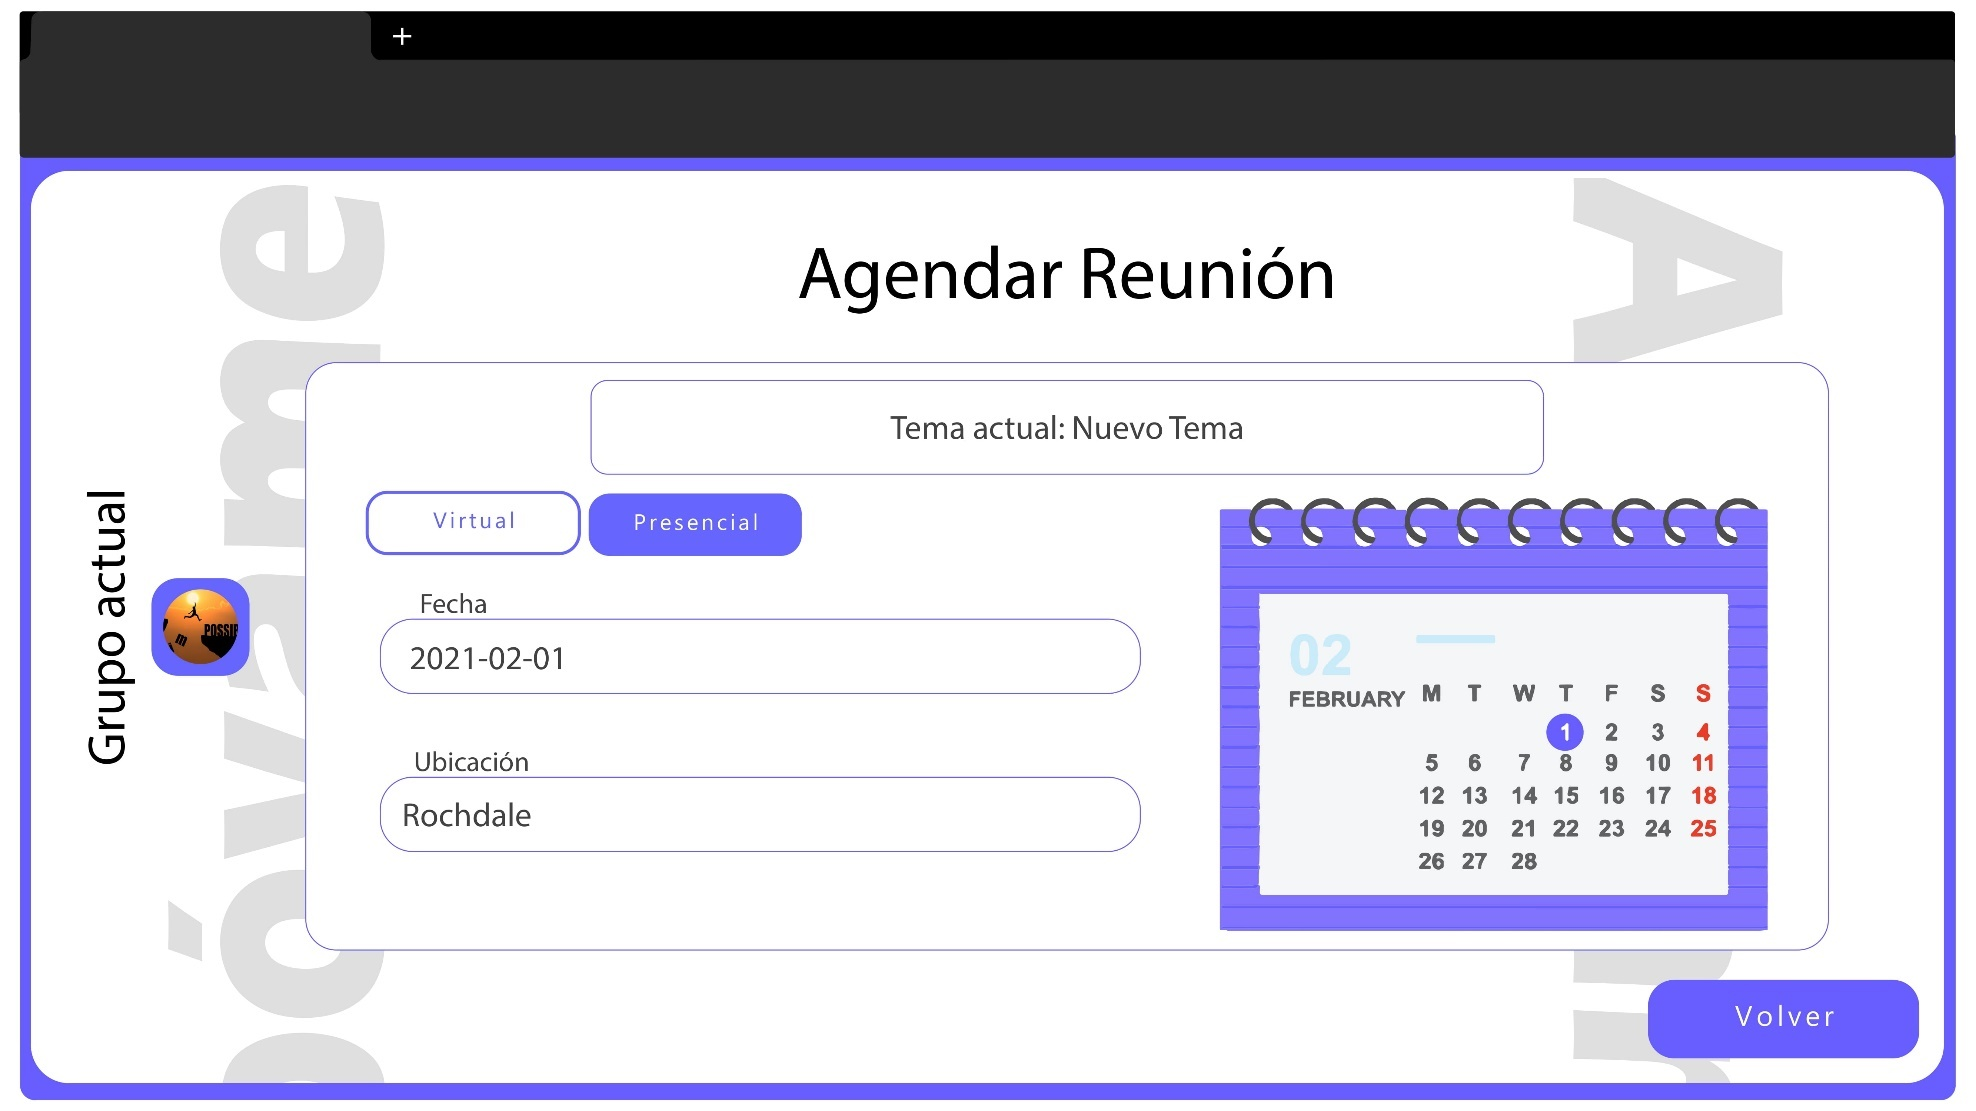 +
Agendar Reunión
Tema actual: Nuevo Tema
Virtual
Presencial
Fecha
2021-02-01
Ubicación
Rochdale
02
FEBRUARY
M T W T F S S
1 2 3 4
5 6 7 8 9 10 11
12 13 14 15 16 17 18
19 20 21 22 23 24 25
26 27 28
Grupo actual
POSSIB
m
Volver
óvame
A